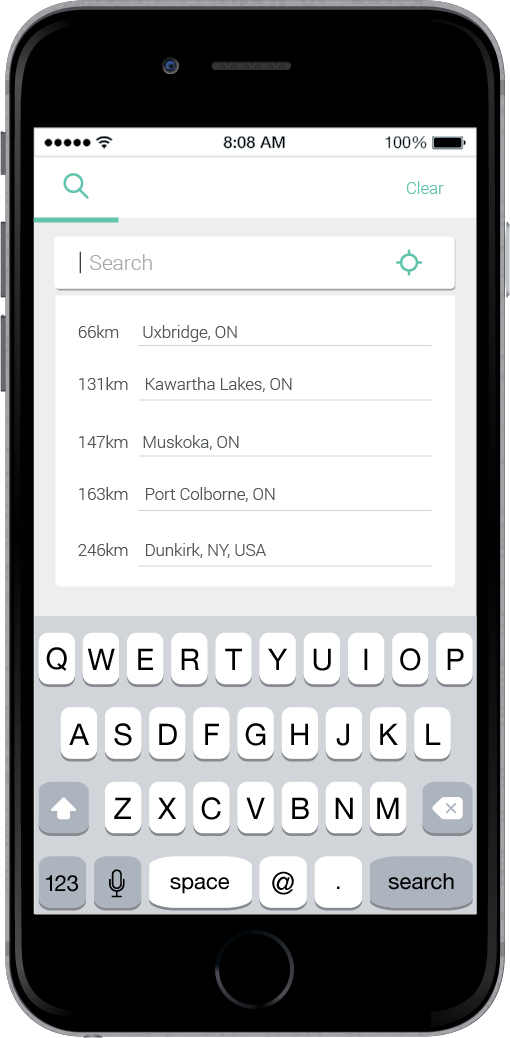 8:08 AM 100%
Clear
Search
66km Uxbridge, ON
131km Kawartha Lakes, ON
147km Muskoka, ON
163km Port Colborne, ON
246km Dunkirk, NY, USA
Q W E R T Y U I O P
A S D F G H J K L
Z X C V B N M
123 space @ . search